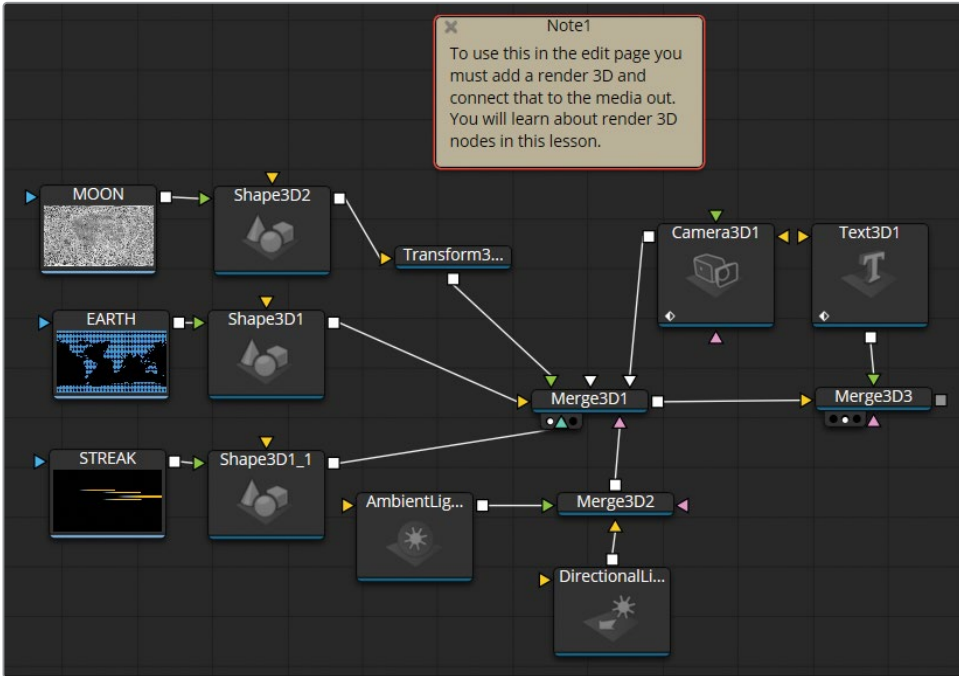 Note1
To use this in the edit page you
must add a render 3D and
connect that to the media out.
You will learn about render 3D
nodes in this lesson.
MOON
Shape3D2
Transform3...
Camera3D1
Text3D1
EARTH
Shape3D1
Merge3D1
Merge3D3
STREAK
Shape3D1_1
AmbientLig...
Merge3D2
DirectionalLi...